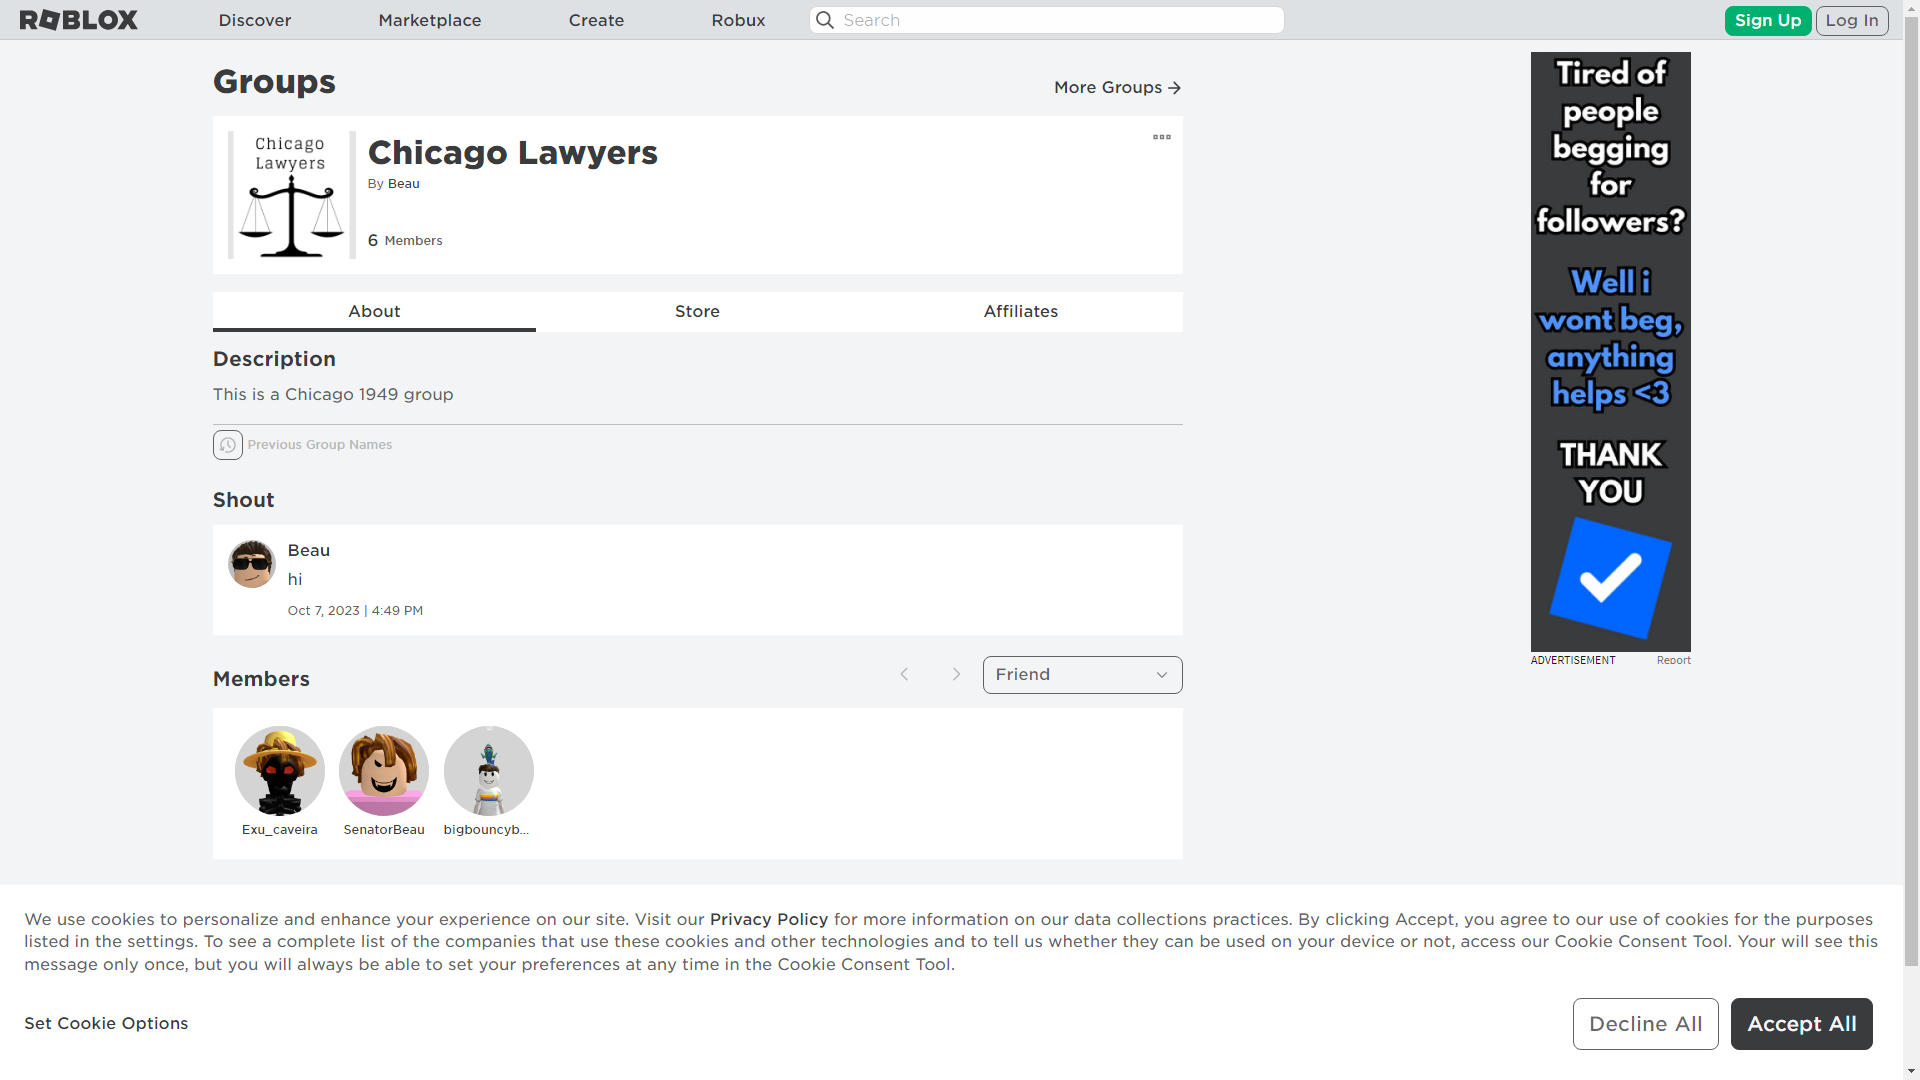 ROBLOX
Discover
Marketplace
Create
Robux
Search
Sign Up
Log In
Groups
More Groups
Chicago
Lawyers
Chicago Lawyers
By Beau
6 Members
About
Store
Affiliates
Description
This is a Chicago 1949 group
Previous Group Names
Shout
Beau
hi
Oct 7, 2023 | 4:49 PM
Members
Friend
Exu_caveira
SenatorBeau
bigbouncyb...
Tired of
people
begging
for
followers?
Well i
wont beg,
anything
helps <3
THANK
YOU
ADVERTISEMENT
Report
We use cookies to personalize and enhance your experience on our site. Visit our Privacy Policy for more information on our data collections practices. By clicking Accept, you agree to our use of cookies for the purposes
listed in the settings. To see a complete list of the companies that use these cookies and other technologies and to tell us whether they can be used on your device or not, access our Cookie Consent Tool. Your will see this
message only once, but you will always be able to set your preferences at any time in the Cookie Consent Tool.
Set Cookie Options
Decline All
Accept All